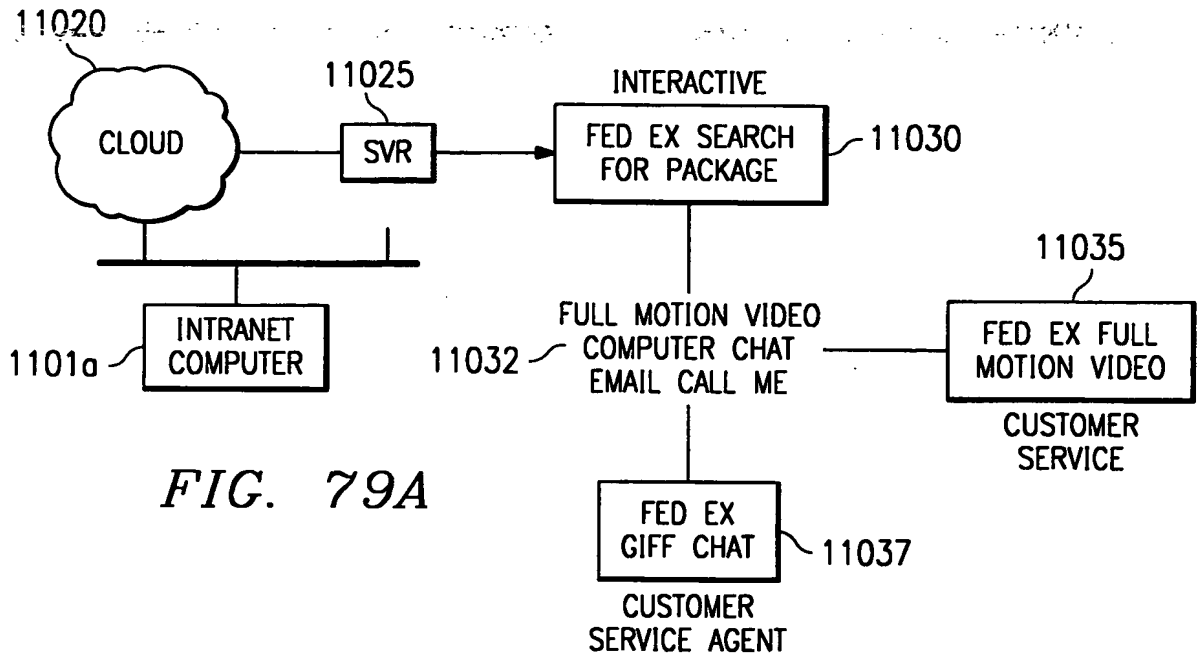 11020
11025
INTERACTIVE
CLOUD
SVR
FED EX SEARCH
FOR PACKAGE
11030
11035
INTRANET
COMPUTER
1101a
FULL MOTION VIDEO
COMPUTER CHAT
EMAIL CALL ME
11032
FED EX FULL
MOTION VIDEO
CUSTOMER
SERVICE
FIG. 79A
FED EX
GIFF CHAT
11037
CUSTOMER
SERVICE AGENT